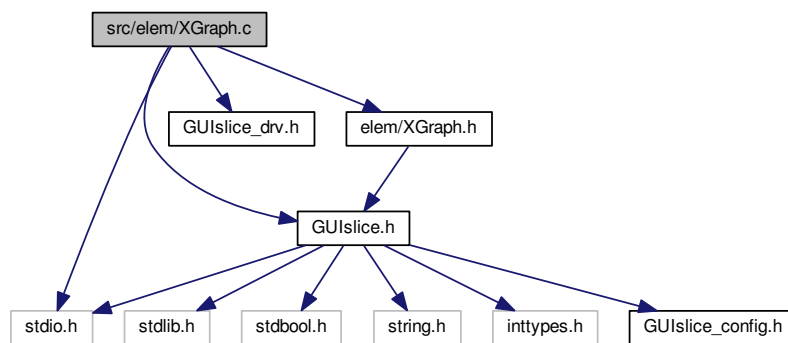 src/elem/XGraph.c
GUIslice_drv.h
elem/XGraph.h
GUIslice.h
stdio.h
stdlib.h
stdbool.h
string.h
inttypes.h
GUIslice_config.h